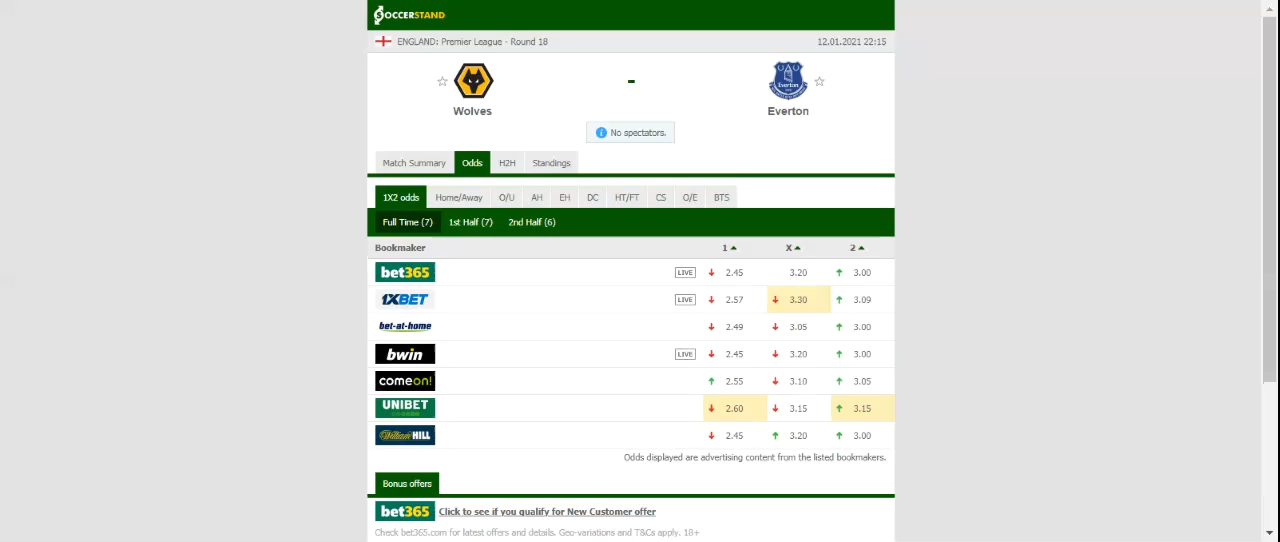 SOCCERSTAND
ENGLAND: Premier League - Round 18 12.01.2021 22:15
-
Everton
Wolves Everton
No spectators.
Match Summary Odds H2H Standings
1X2 odds Home/Away O/U AH EH DC HT/FT CS O/E BTS
Full Time (7) 1st Half (7) 2nd Half (6)
Bookmaker 1 X 2
bet365 LIVE 2.45 3.20 3.00
1XBET LIVE 2.57 3.30 3.09
bet-at-home 2.49 3.05 3.00
bwin LIVE 2.45 3.20 3.00
comeon! 2.55 3.10 3.05
UNIBET 2.60 3.15 3.15
William HILL 2.45 3.20 3.00
Odds displayed are advertising content from the listed bookmakers.
Bonus offers
bet365 Click to see if you qualify for New Customer offer
Check bet365.com for latest offers and details. Geo-variations and T&Cs apply. 18+